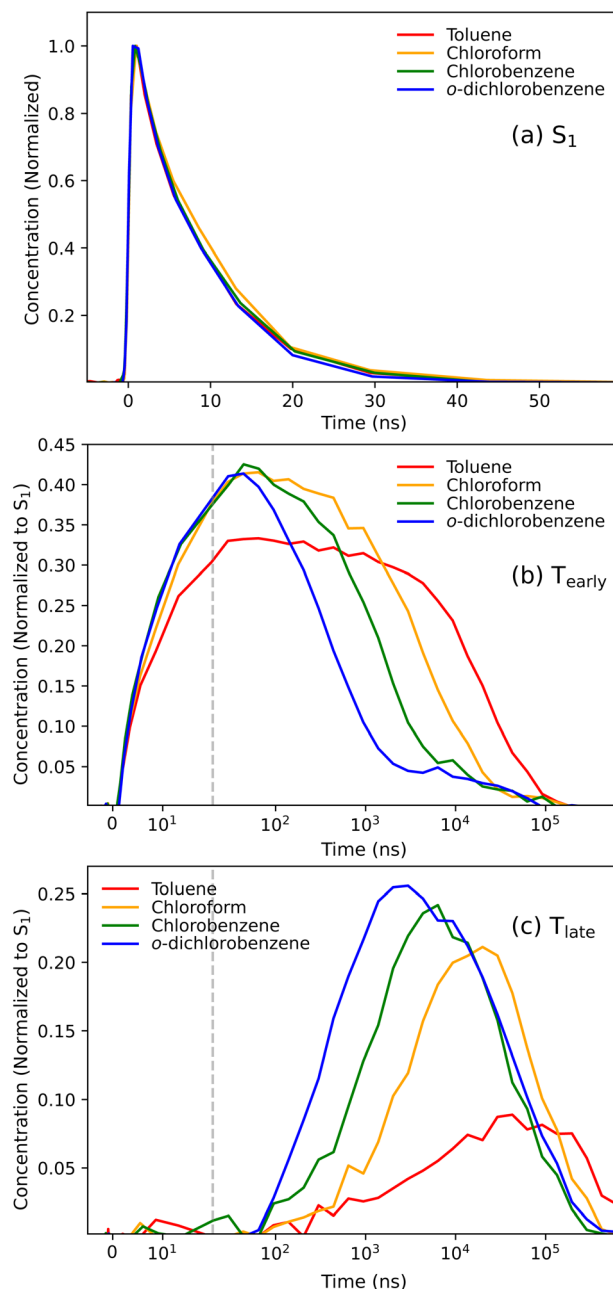 Toluene
Chloroform
Chlorobenzene
o-dichlorobenzene
(a) S₁
Concentration (Normalized)
1.0
0.8
0.6
0.4
0.2
0 10 20 30 40 50
Time (ns)
Toluene
Chloroform
Chlorobenzene
o-dichlorobenzene
(b) T_early
Concentration (Normalized to S₁)
0.45
0.40
0.35
0.30
0.25
0.20
0.15
0.10
0.05
0 10¹ 10² 10³ 10⁴ 10⁵
Time (ns)
Toluene
Chloroform
Chlorobenzene
o-dichlorobenzene
(c) T_late
Concentration (Normalized to S₁)
0.25
0.20
0.15
0.10
0.05
0 10¹ 10² 10³ 10⁴ 10⁵
Time (ns)